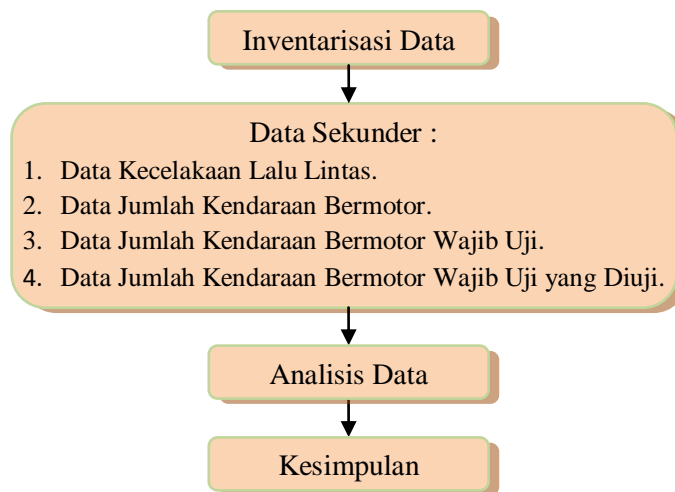 Inventarisasi Data
Data Sekunder :
1. Data Kecelakaan Lalu Lintas.
2. Data Jumlah Kendaraan Bermotor.
3. Data Jumlah Kendaraan Bermotor Wajib Uji.
4. Data Jumlah Kendaraan Bermotor Wajib Uji yang Diuji.
Analisis Data
Kesimpulan